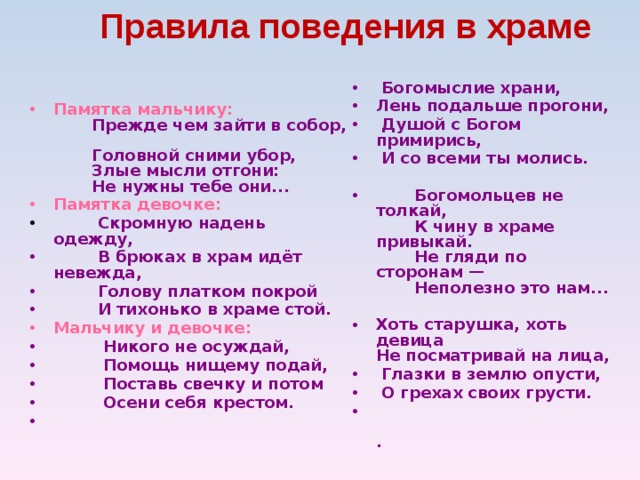 Правила поведения в храме
• Памятка мальчику:
Прежде чем зайти в собор,
Головной сними убор,
Злые мысли отгони:
Не нужны тебе они...
• Памятка девочке:
• Скромную надень
одежду,
• В брюках в храм идёт
невежда,
• Голову платком покрой
• И тихонько в храме стой.
• Мальчику и девочке:
• Никого не осуждай,
• Помощь нищему подай,
• Поставь свечку и потом
• Осени себя крестом.
•
• Богомыслие храни,
• Лень подальше прогони,
• Душой с Богом
примирись,
• И со всеми ты молись.
• Богомольцев не
толкай,
К чину в храме
привыкай.
Не гляди по
сторонам —
Неполезно это нам...
• Хоть старушка, хоть
девица
Не посматривай на лица,
• Глазки в землю опусти,
• О грехах своих грусти.
•
.